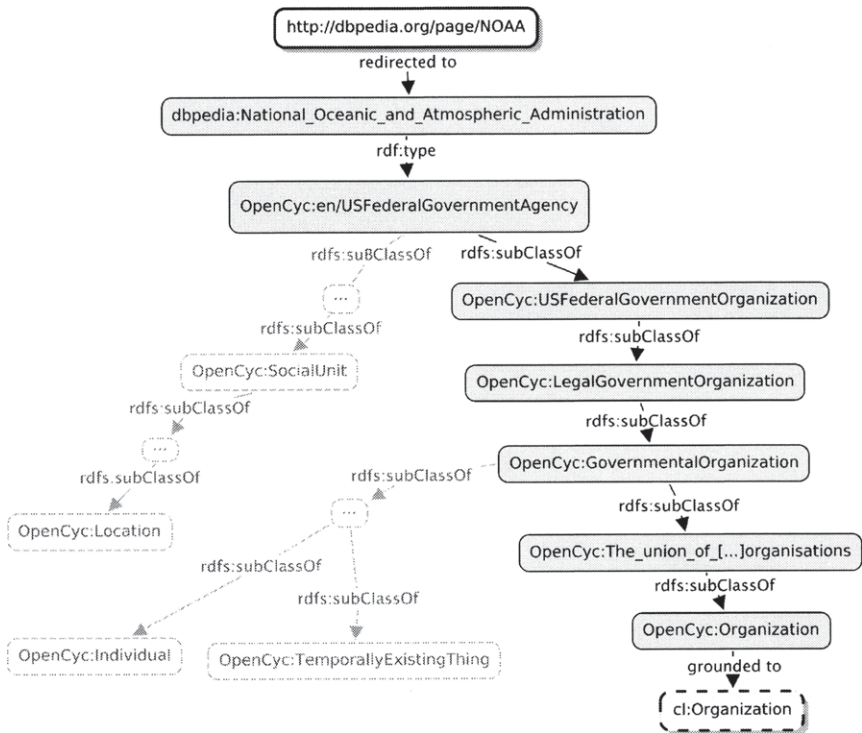 http://dbpedia.org/page/NOAA
redirected to
dbpedia:National_Oceanic_and_Atmospheric_Administration
rdf:type
OpenCyc:en/USFederalGovernmentAgency
rdfs:suBClassOf
rdfs:subClassOf
...
OpenCyc:USFederalGovernmentOrganization
rdfs:subClassOf
rdfs:subClassOf
OpenCyc:SocialUnit
OpenCyc:LegalGovernmentOrganization
rdfs:subClassOf
rdfs:subClassOf
...
OpenCyc:GovernmentalOrganization
rdfs.subClassOf
rdfs:subClassOf
rdfs:subClassOf
...
OpenCyc:Location
OpenCyc:The_union_of_[...]organisations
rdfs:subClassOf
rdfs:subClassOf
rdfs:subClassOf
OpenCyc:Individual
OpenCyc:TemporallyExistingThing
OpenCyc:Organization
grounded to
cl:Organization